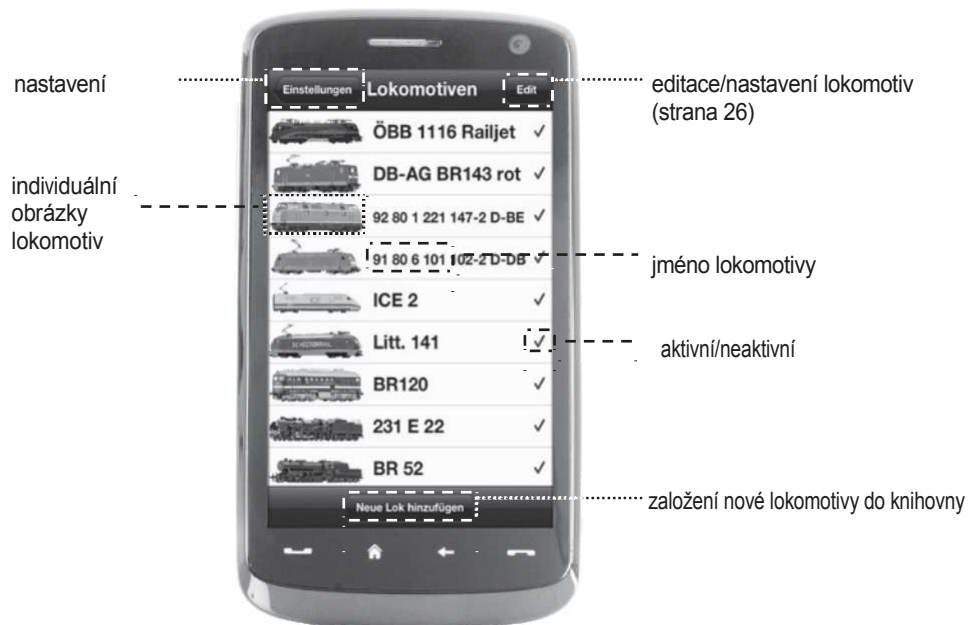 nastavení
Einstellungen
Lokomotiven
Edit
editace/nastavení lokomotiv
(strana 26)
ÖBB 1116 Railjet ✓
DB-AG BR143 rot ✓
individuální
obrázky
lokomotiv
92 80 1 221 147-2 D-BE ✓
91 80 6 101 102-2 D-DB ✓
jméno lokomotivy
ICE 2 ✓
Litt. 141 ✓
aktivní/neaktivní
BR120 ✓
231 E 22 ✓
BR 52 ✓
Neue Lok hinzufügen
založení nové lokomotivy do knihovny